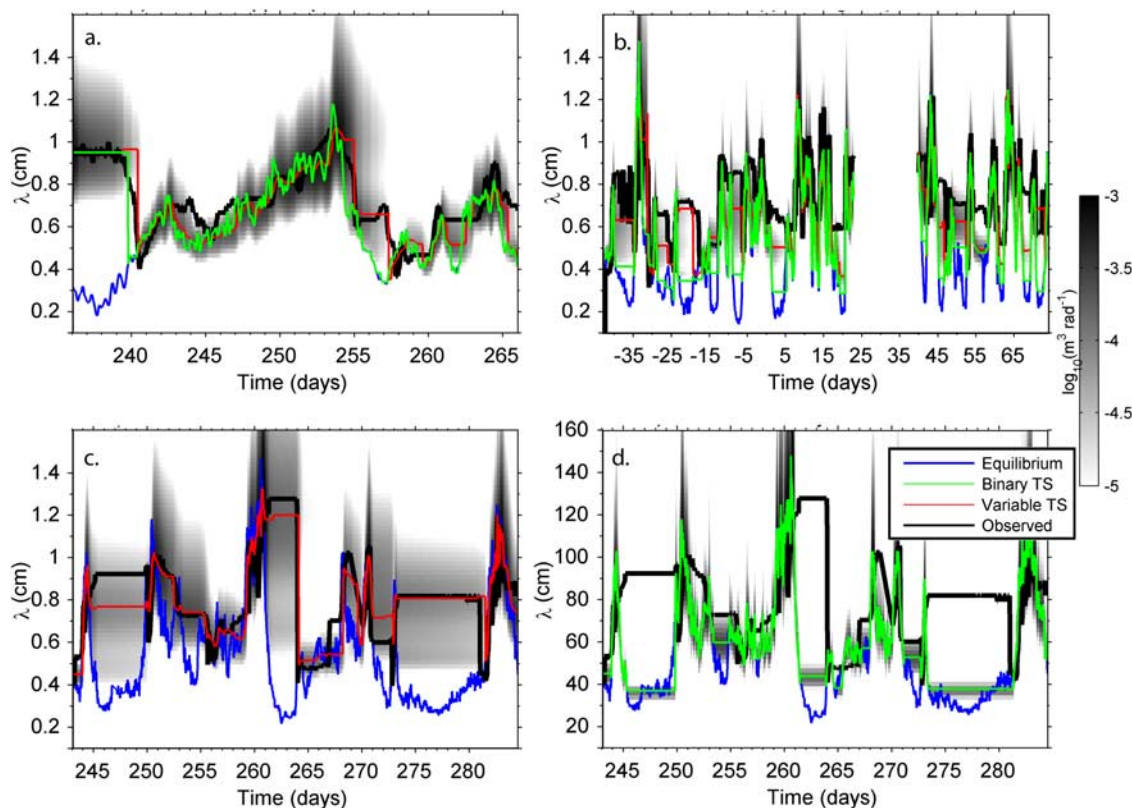 a.
1.4
1.2
1
0.8
0.6
0.4
0.2
λ (cm)
240 245 250 255 260 265
Time (days)
b.
1.4
1.2
1
0.8
0.6
0.4
0.2
λ (cm)
-35 -25 -15 -5 5 15 25 35 45 55 65
Time (days)
c.
1.4
1.2
1
0.8
0.6
0.4
0.2
λ (cm)
245 250 255 260 265 270 275 280
Time (days)
d.
160
140
120
100
80
60
40
20
λ (cm)
245 250 255 260 265 270 275 280
Time (days)
Equilibrium
Binary TS
Variable TS
Observed
-3
-3.5
-4
-4.5
-5
log₁₀(m³ rad⁻¹)